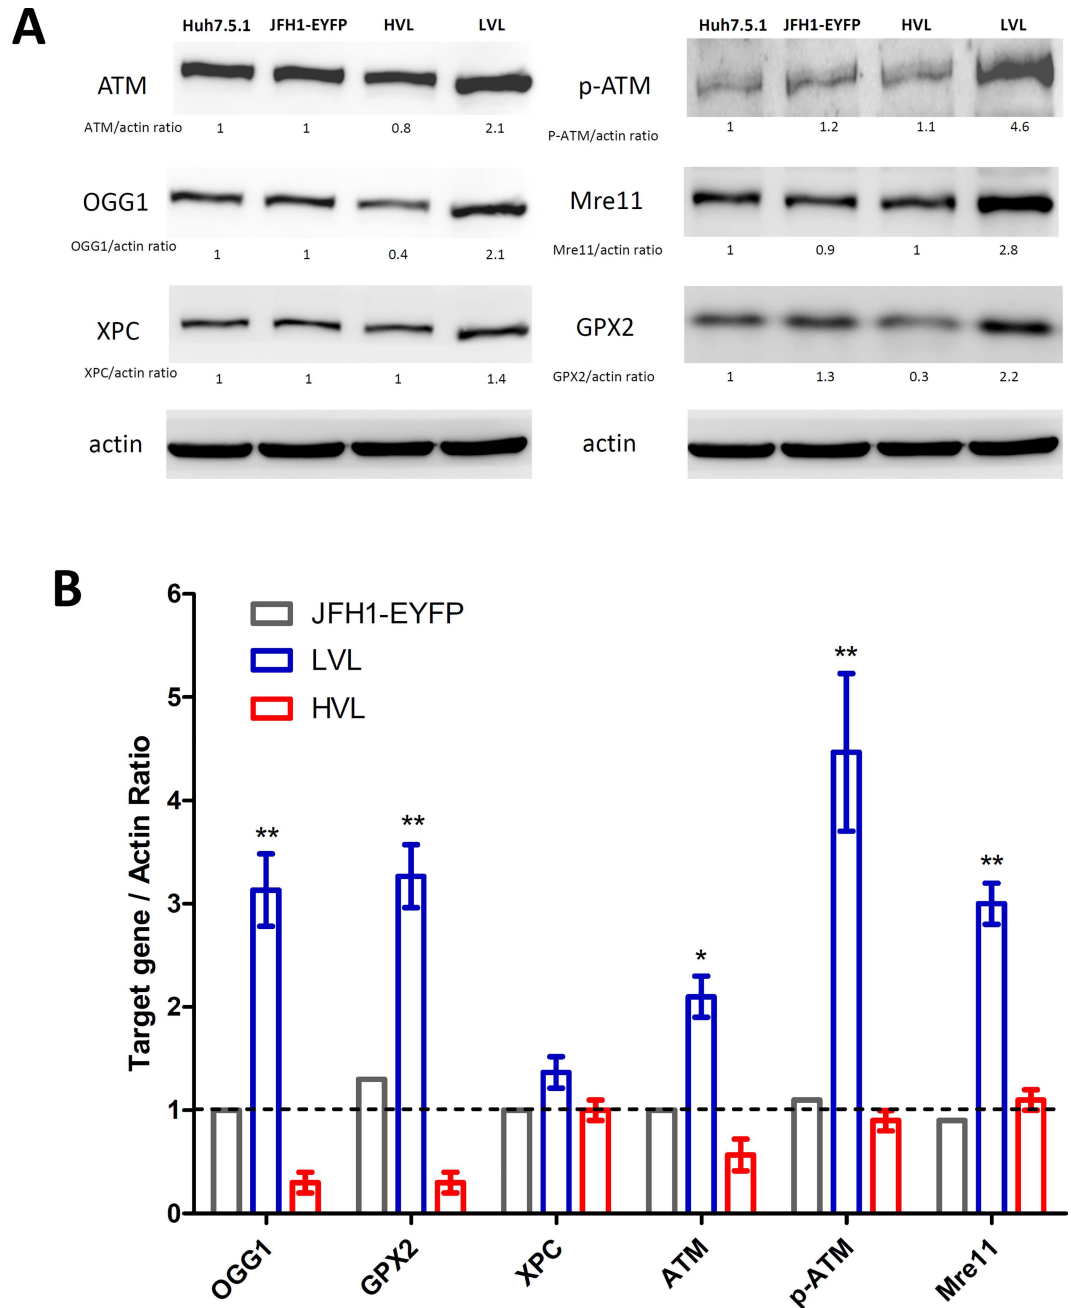 A
Huh7.5.1 JFH1-EYFP HVL LVL
ATM
ATM/actin ratio 1 1 0.8 2.1
OGG1
OGG1/actin ratio 1 1 0.4 2.1
XPC
XPC/actin ratio 1 1 1 1.4
actin
Huh7.5.1 JFH1-EYFP HVL LVL
p-ATM
P-ATM/actin ratio 1 1.2 1.1 4.6
Mre11
Mre11/actin ratio 1 0.9 1 2.8
GPX2
GPX2/actin ratio 1 1.3 0.3 2.2
actin
B
JFH1-EYFP
LVL
HVL
Target gene / Actin Ratio
6
5
4
3
2
1
0
** ** * ** **
OGG1 GPX2 XPC ATM p-ATM Mre11